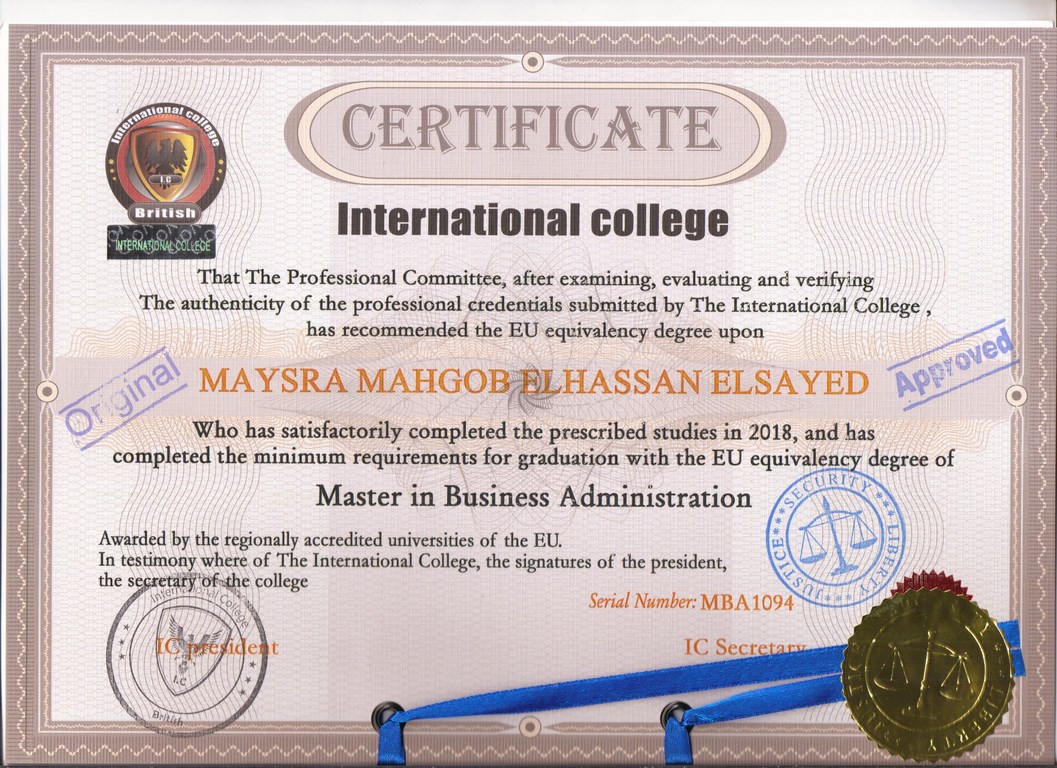 CERTIFICATE
International college
I.C
British
INTERNATIONAL COLLEGE
International college
That The Professional Committee, after examining, evaluating and verifying
The authenticity of the professional credentials submitted by The International College ,
has recommended the EU equivalency degree upon
Original
MAYSRA MAHGOB ELHASSAN ELSAYED
Approved
Who has satisfactorily completed the prescribed studies in 2018, and has
completed the minimum requirements for graduation with the EU equivalency degree of
Master in Business Administration
SECURITY
JUSTICE
LIBERTY
Awarded by the regionally accredited universities of the EU.
In testimony where of The International College, the signatures of the president,
the secretary of the college
Serial Number: MBA1094
International College
I.C
British
IC president
IC Secretary
JUSTICE
LIBERTY